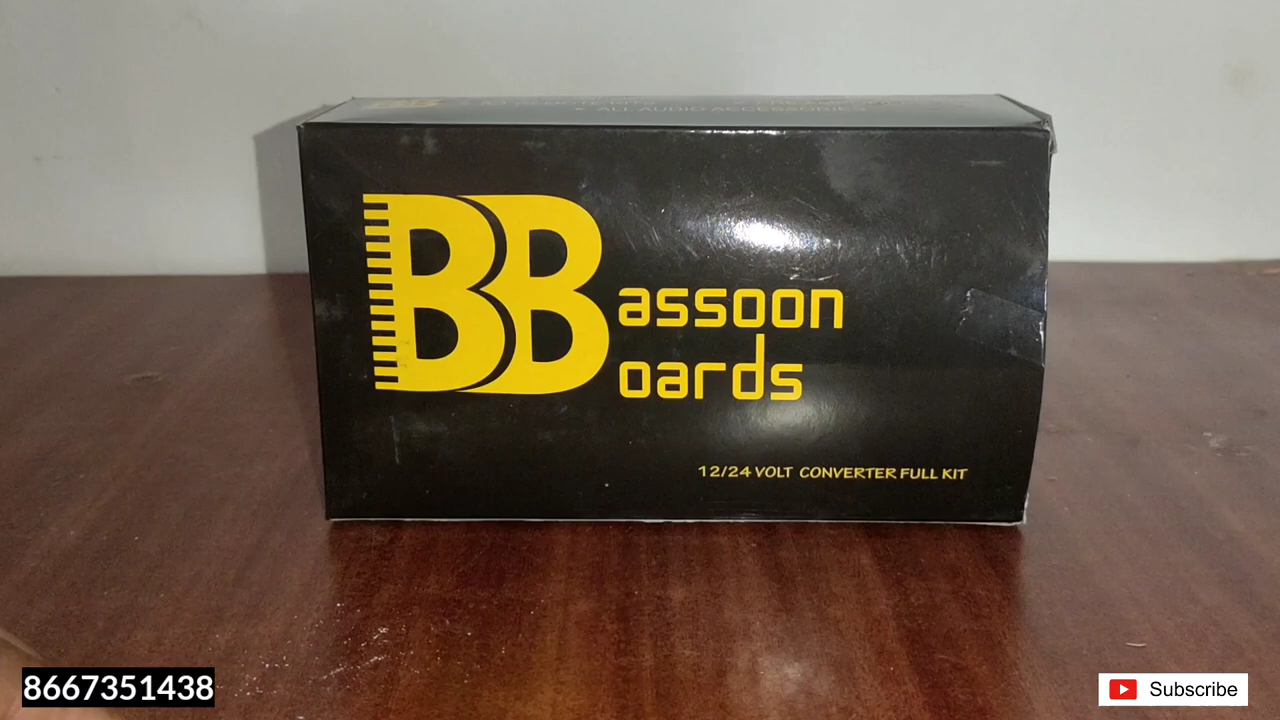 ALL AUDIO ACCESSORIES
BB
assoon
oards
12/24 VOLT CONVERTER FULL KIT
8667351438
Subscribe